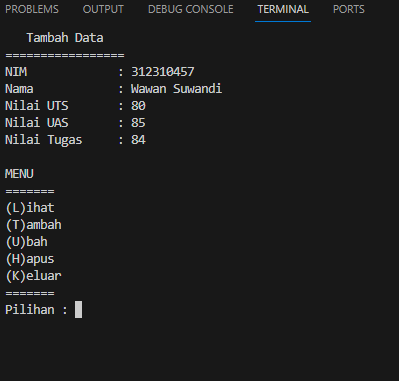 PROBLEMS OUTPUT DEBUG CONSOLE TERMINAL PORTS
Tambah Data
=================
NIM : 312310457
Nama : Wawan Suwandi
Nilai UTS : 80
Nilai UAS : 85
Nilai Tugas : 84
MENU
=======
(L)ihat
(T)ambah
(U)bah
(H)apus
(K)eluar
=======
Pilihan :